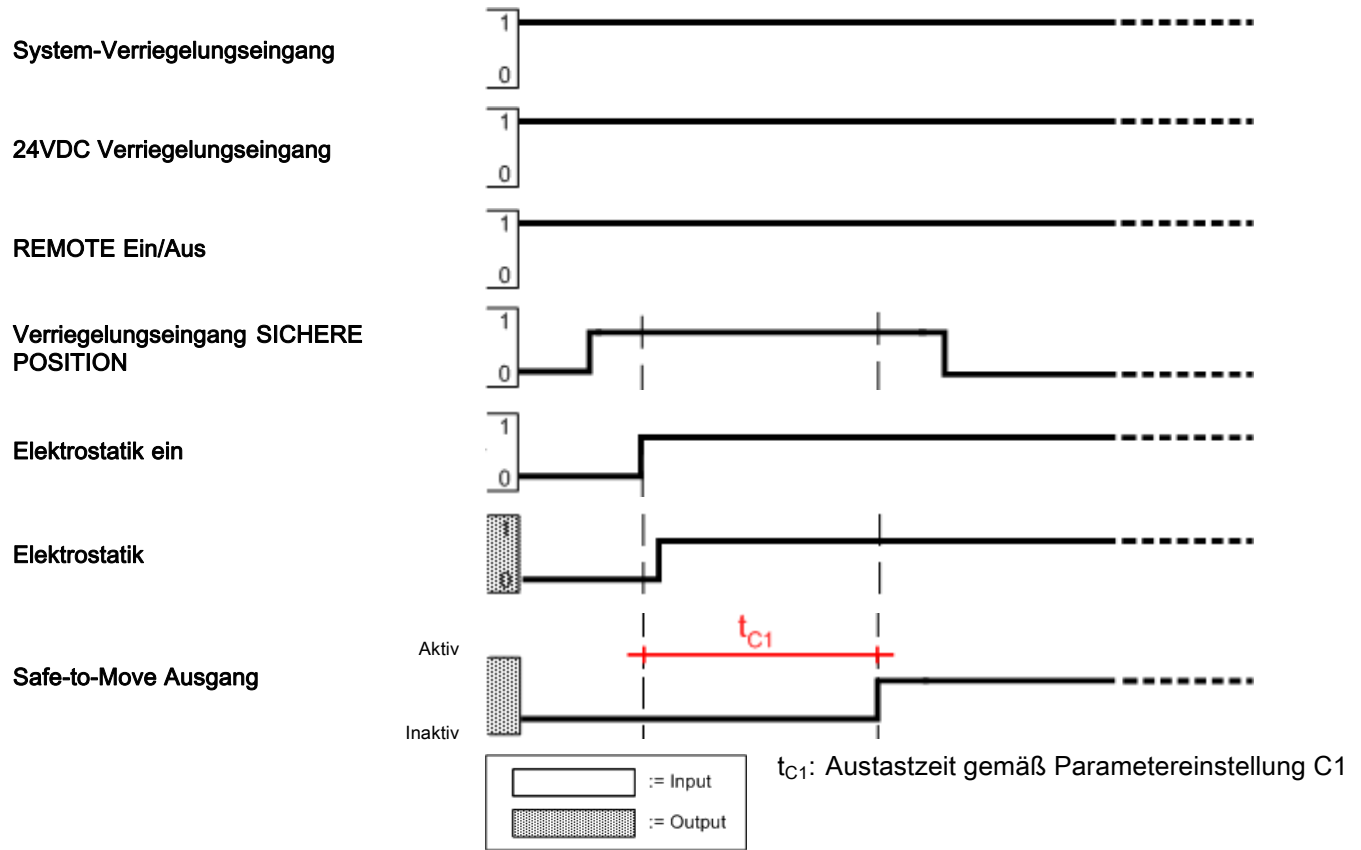 System-Verriegelungseingang
1
0
24VDC Verriegelungseingang
1
0
REMOTE Ein/Aus
1
0
Verriegelungseingang SICHERE
POSITION
1
0
Elektrostatik ein
1
0
Elektrostatik
1
0
Safe-to-Move Ausgang
Aktiv
Inaktiv
tC1
:= Input
:= Output
tC1: Austastzeit gemäß Parametereinstellung C1